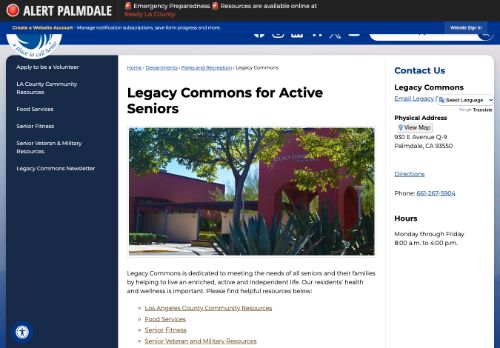 ALERT PALMDALE
🚨 Emergency Preparedness 🚨 Resources are available online at
Ready LA County.
Create a Website Account - Manage notification subscriptions, save form progress and more.
Website Sign In
a place to call home
Apply to be a Volunteer
LA County Community
Resources
Food Services
Senior Fitness
Senior Veteran & Military
Resources
Legacy Commons Newsletter
Home › Departments › Parks and Recreation › Legacy Commons
Legacy Commons for Active
Seniors
LEGACY COMMONS
Legacy Commons is dedicated to meeting the needs of all seniors and their families
by helping to live an enriched, active and independent life. Our residents' health
and wellness is important. Please find helpful resources below:
Los Angeles County Community Resources
Food Services
Senior Fitness
Senior Veteran and Military Resources
Contact Us
Legacy Commons
Email Legacy
Select Language
Google Translate
Physical Address
View Map
930 E Avenue Q-9
Palmdale, CA 93550
Directions
Phone: 661-267-5904
Hours
Monday through Friday
8:00 a.m. to 4:00 p.m.